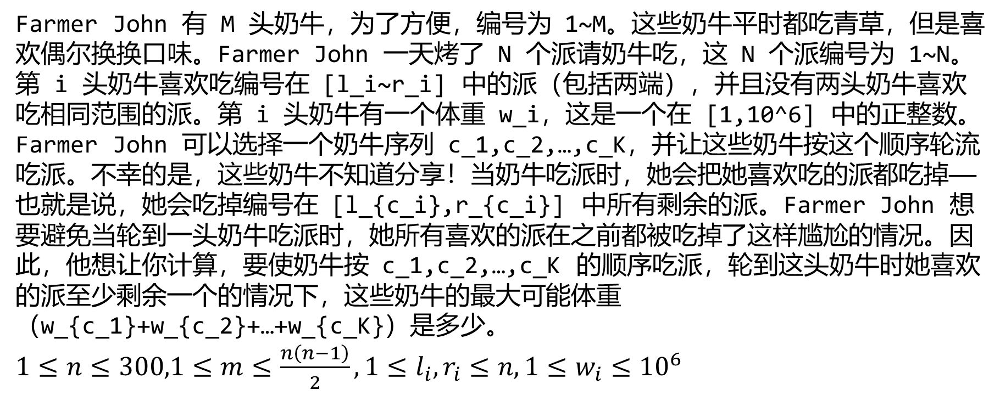 Farmer John 有 M 头奶牛，为了方便，编号为 1~M。这些奶牛平时都吃青草，但是喜
欢偶尔换换口味。Farmer John 一天烤了 N 个派请奶牛吃，这 N 个派编号为 1~N。
第 i 头奶牛喜欢吃编号在 [l_i~r_i] 中的派（包括两端），并且没有两头奶牛喜欢
吃相同范围的派。第 i 头奶牛有一个体重 w_i，这是一个在 [1,10^6] 中的正整数。
Farmer John 可以选择一个奶牛序列 c_1,c_2,…,c_K，并让这些奶牛按这个顺序轮流
吃派。不幸的是，这些奶牛不知道分享！当奶牛吃派时，她会把她喜欢吃的派都吃掉——
也就是说，她会吃掉编号在 [l_{c_i},r_{c_i}] 中所有剩余的派。Farmer John 想
要避免当轮到一头奶牛吃派时，她所有喜欢的派在之前都被吃掉了这样尴尬的情况。因
此，他想让你计算，要使奶牛按 c_1,c_2,…,c_K 的顺序吃派，轮到这头奶牛时她喜欢
的派至少剩余一个的情况下，这些奶牛的最大可能体重
（w_{c_1}+w_{c_2}+…+w_{c_K}）是多少。
$1 \le n \le 300, 1 \le m \le \frac{n(n-1)}{2}, 1 \le l_i, r_i \le n, 1 \le w_i \le 10^6$